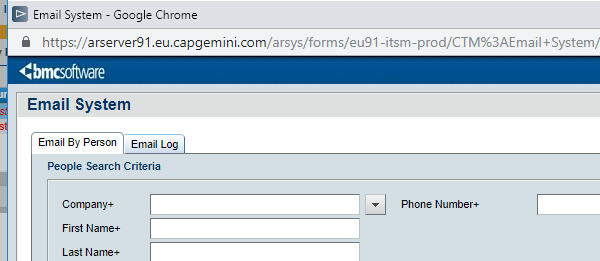 Email System - Google Chrome
https://arserver91.eu.capgemini.com/arsys/forms/eu91-itsm-prod/CTM%3AEmail+System/
bmcsoftware
Email System
Email By Person Email Log
People Search Criteria
Company+ Phone Number+
First Name+
Last Name+